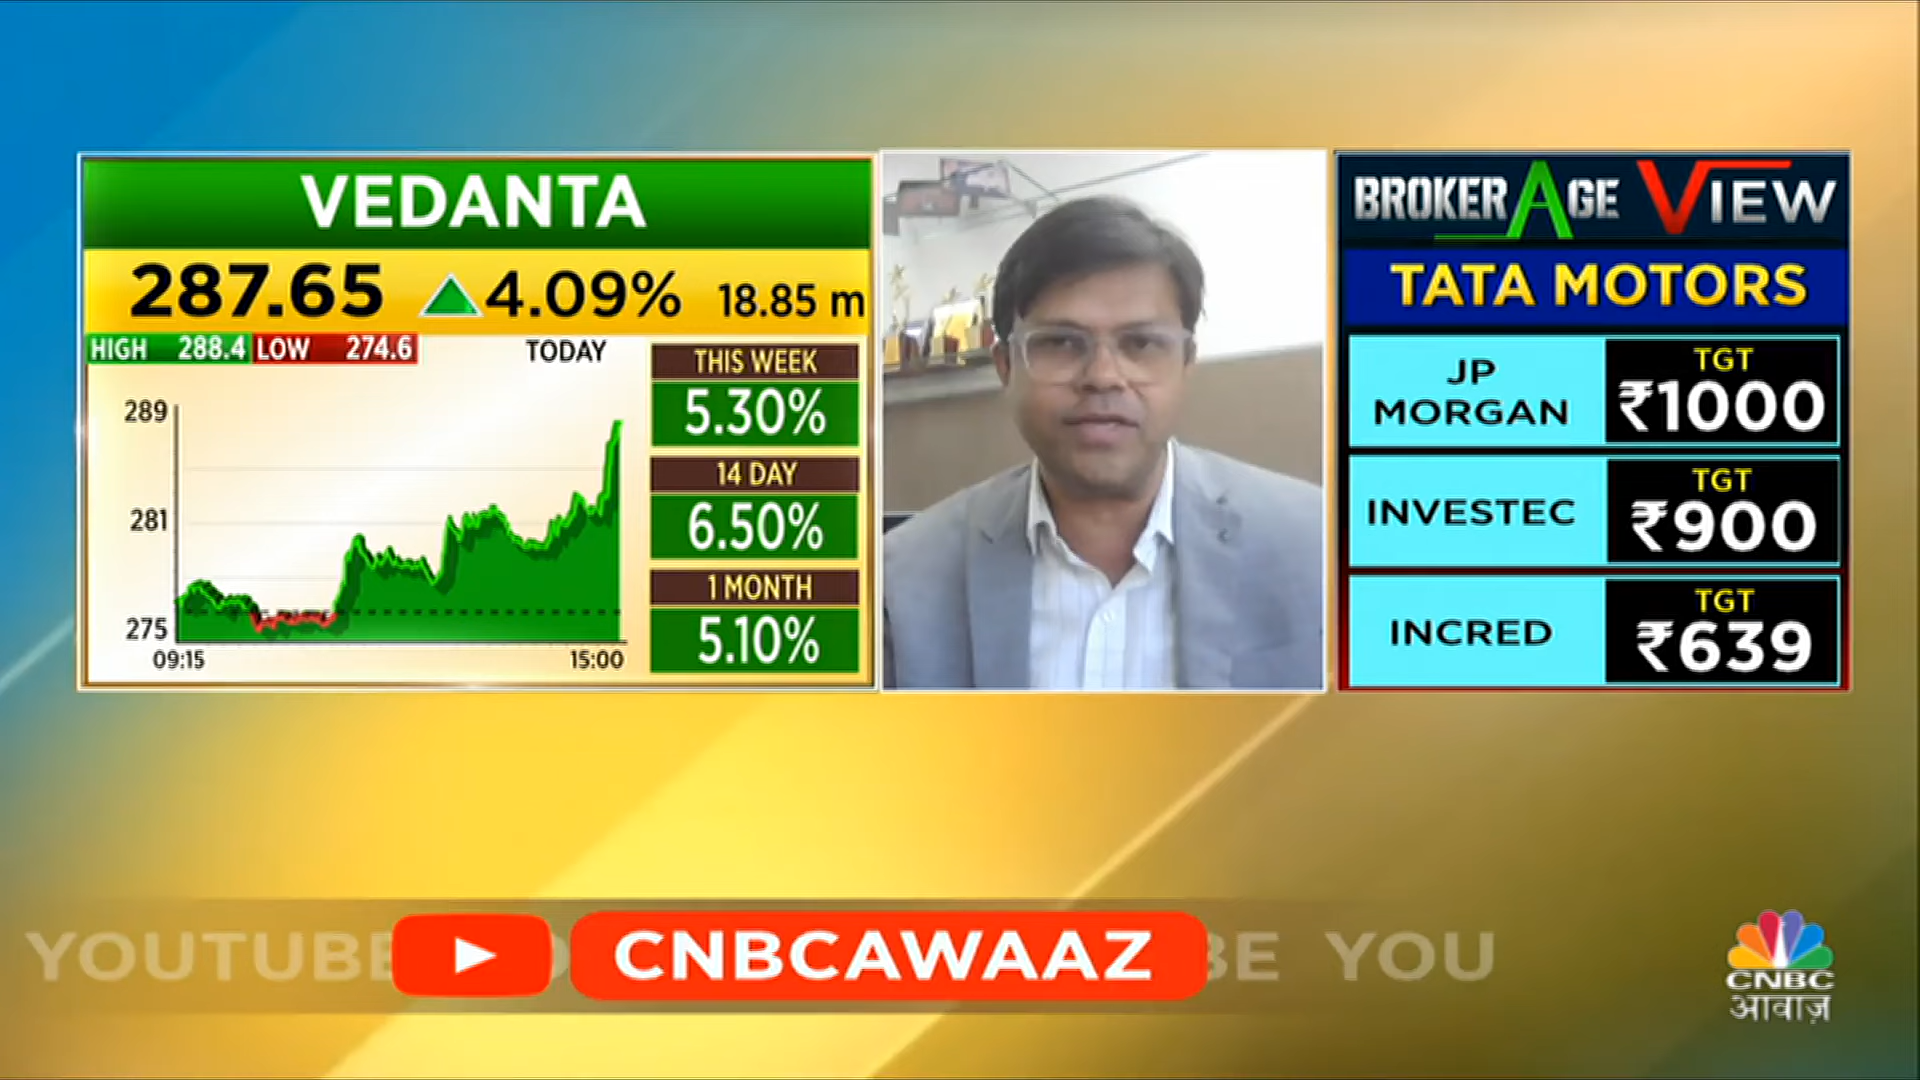 VEDANTA
287.65 ▲4.09% 18.85 m
HIGH 288.4 LOW 274.6
TODAY
289
281
275
09:15 15:00
THIS WEEK
5.30%
14 DAY
6.50%
1 MONTH
5.10%
BROKERAGE VIEW
TATA MOTORS
JP MORGAN
TGT
₹1000
INVESTEC
TGT
₹900
INCRED
TGT
₹639
YOUTUBE
CNBCAWAAZ
BE YOU
CNBC
आवाज़